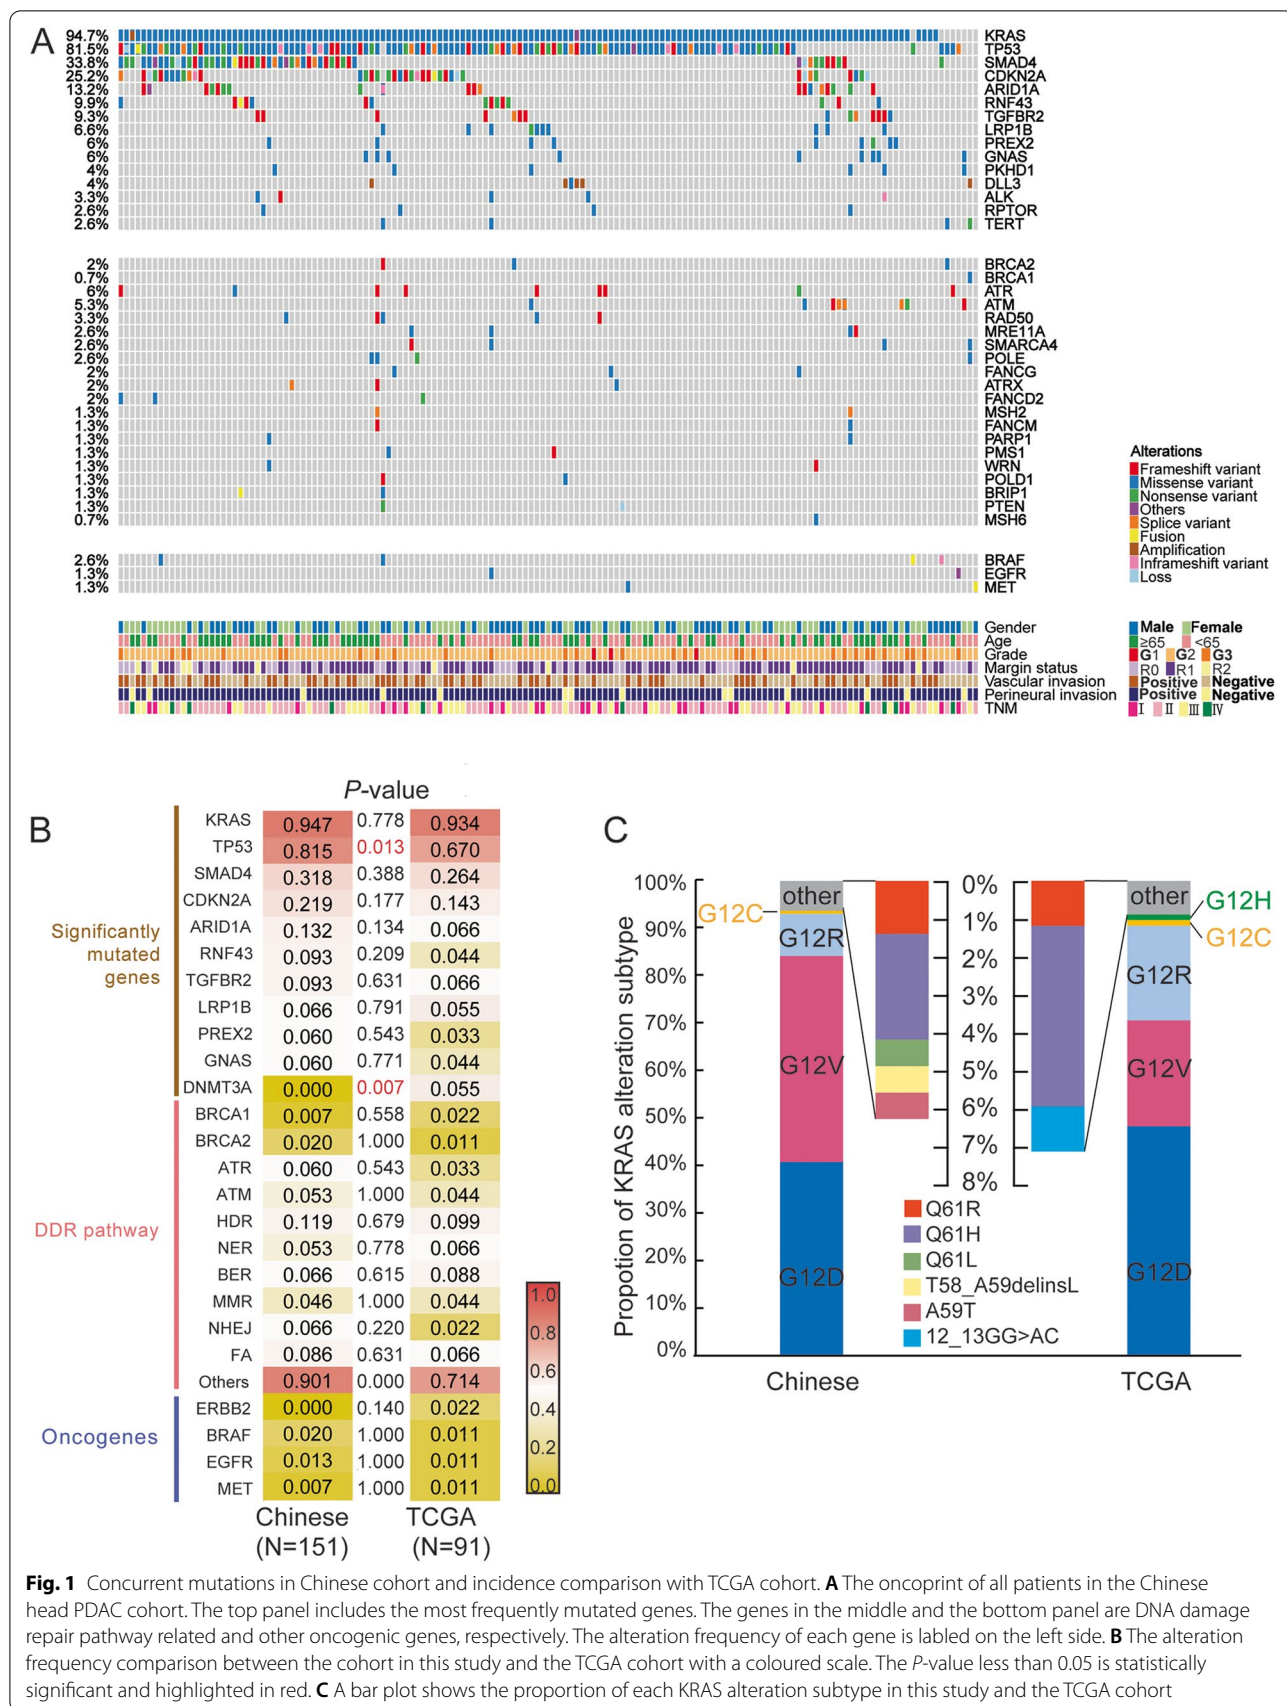 A
94.7% KRAS
81.5% TP53
33.8% SMAD4
25.2% CDKN2A
13.2% ARID1A
9.9% RNF43
9.3% TGFBR2
6.6% LRP1B
6% PREX2
6% GNAS
4% PKHD1
4% DLL3
3.3% ALK
2.6% RPTOR
2.6% TERT
2% BRCA2
0.7% BRCA1
6% ATR
5.3% ATM
3.3% RAD50
2.6% MRE11A
2.6% SMARCA4
2.6% POLE
2% FANCG
2% ATRX
2% FANCD2
1.3% MSH2
1.3% FANCM
1.3% PARP1
1.3% PMS1
1.3% WRN
1.3% POLD1
1.3% BRIP1
1.3% PTEN
0.7% MSH6
2.6% BRAF
1.3% EGFR
1.3% MET
Alterations
Frameshift variant
Missense variant
Nonsense variant
Others
Splice variant
Fusion
Amplification
Inframeshift variant
Loss
Gender Male Female
Age ≥65 <65
Grade G1 G2 G3
Margin status R0 R1 R2
Vascular invasion Positive Negative
Perineural invasion Positive Negative
TNM I II III IV
B
P-value
KRAS 0.947 0.778 0.934
TP53 0.815 0.013 0.670
SMAD4 0.318 0.388 0.264
CDKN2A 0.219 0.177 0.143
ARID1A 0.132 0.134 0.066
RNF43 0.093 0.209 0.044
TGFBR2 0.093 0.631 0.066
LRP1B 0.066 0.791 0.055
PREX2 0.060 0.543 0.033
GNAS 0.060 0.771 0.044
DNMT3A 0.000 0.007 0.055
BRCA1 0.007 0.558 0.022
BRCA2 0.020 1.000 0.011
ATR 0.060 0.543 0.033
ATM 0.053 1.000 0.044
HDR 0.119 0.679 0.099
NER 0.053 0.778 0.066
BER 0.066 0.615 0.088
MMR 0.046 1.000 0.044
NHEJ 0.066 0.220 0.022
FA 0.086 0.631 0.066
Others 0.901 0.000 0.714
ERBB2 0.000 0.140 0.022
BRAF 0.020 1.000 0.011
EGFR 0.013 1.000 0.011
MET 0.007 1.000 0.011
Significantly
mutated
genes
DDR pathway
Oncogenes
Chinese TCGA
(N=151) (N=91)
1.0
0.8
0.6
0.4
0.2
0.0
C
Propotion of KRAS alteration subtype
100%
90%
80%
70%
60%
50%
40%
30%
20%
10%
0%
other
G12C
G12R
G12V
G12D
Chinese
0%
1%
2%
3%
4%
5%
6%
7%
8%
other
G12H
G12C
G12R
G12V
G12D
TCGA
Q61R
Q61H
Q61L
T58_A59delinsL
A59T
12_13GG>AC
Fig. 1 Concurrent mutations in Chinese cohort and incidence comparison with TCGA cohort. A The oncoprint of all patients in the Chinese
head PDAC cohort. The top panel includes the most frequently mutated genes. The genes in the middle and the bottom panel are DNA damage
repair pathway related and other oncogenic genes, respectively. The alteration frequency of each gene is labled on the left side. B The alteration
frequency comparison between the cohort in this study and the TCGA cohort with a coloured scale. The P-value less than 0.05 is statistically
significant and highlighted in red. C A bar plot shows the proportion of each KRAS alteration subtype in this study and the TCGA cohort